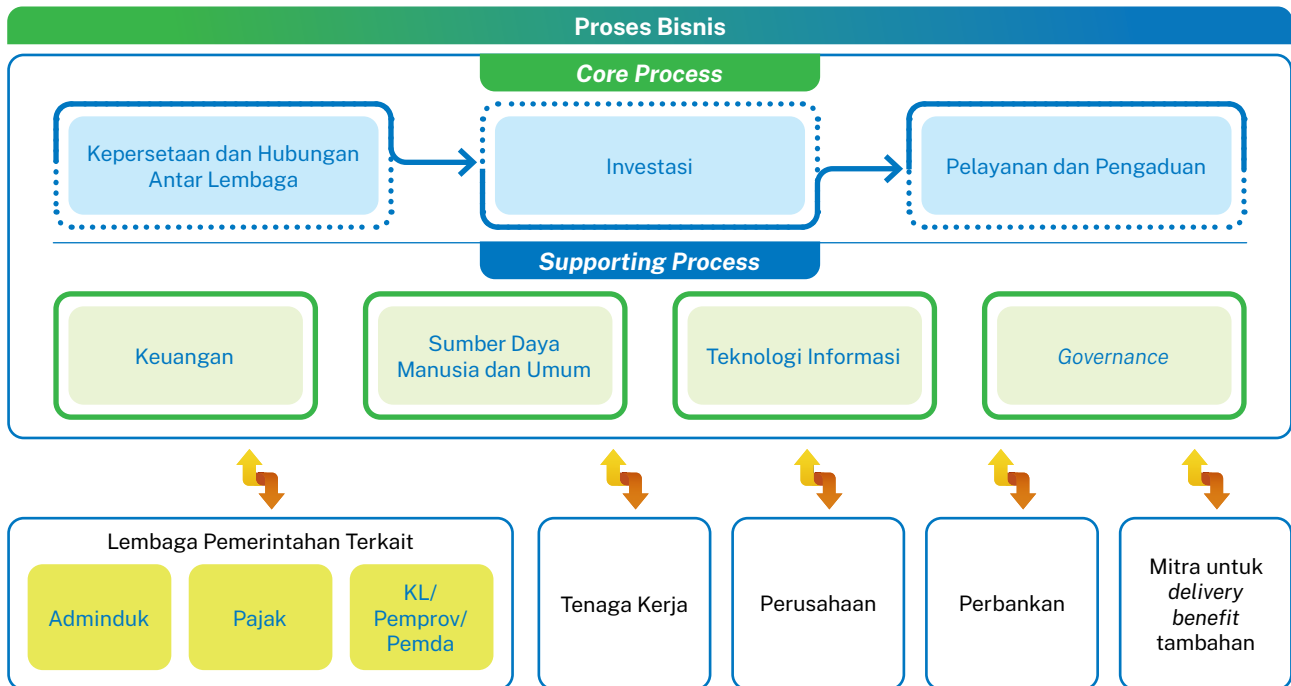 Proses Bisnis
Core Process
Kepersetaan dan Hubungan
Antar Lembaga
Investasi
Pelayanan dan Pengaduan
Supporting Process
Keuangan
Sumber Daya
Manusia dan Umum
Teknologi Informasi
Governance
Lembaga Pemerintahan Terkait
Adminduk
Pajak
KL/
Pemprov/
Pemda
Tenaga Kerja
Perusahaan
Perbankan
Mitra untuk
delivery
benefit
tambahan